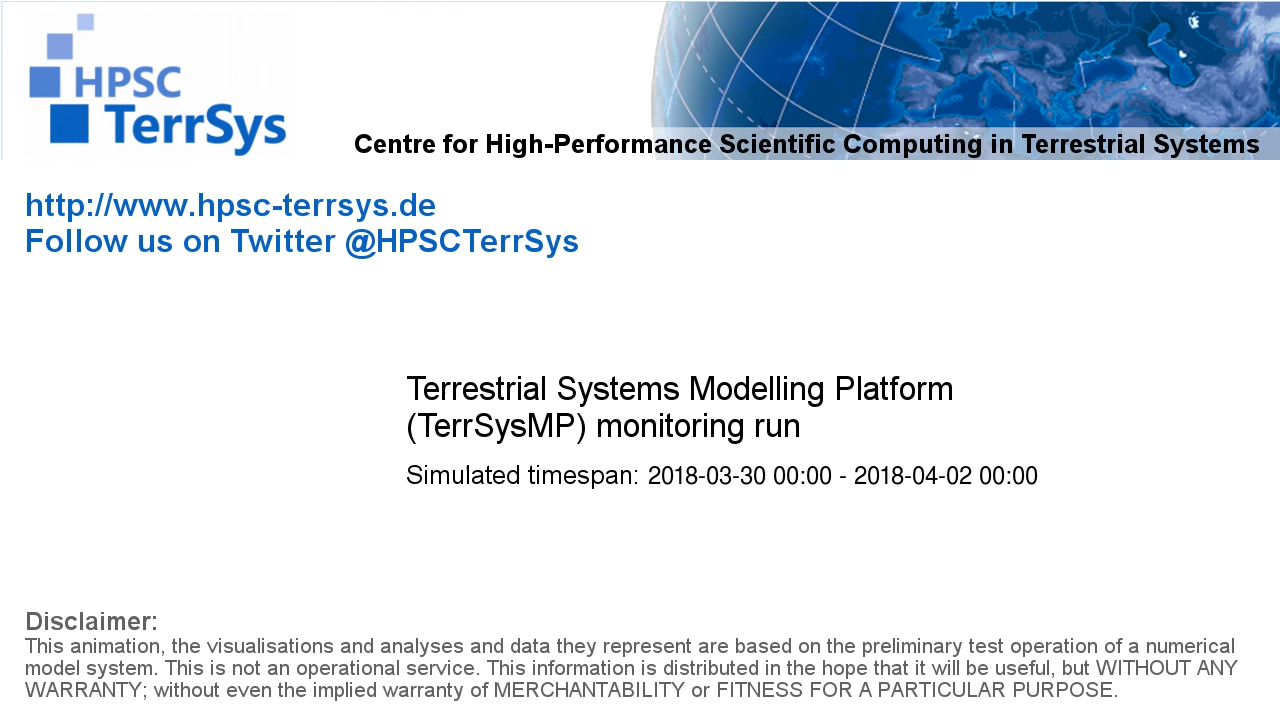 HPSC
TerrSys
Centre for High-Performance Scientific Computing in Terrestrial Systems
http://www.hpsc-terrsys.de
Follow us on Twitter @HPSCTerrSys
Terrestrial Systems Modelling Platform
(TerrSysMP) monitoring run
Simulated timespan: 2018-03-30 00:00 - 2018-04-02 00:00
Disclaimer:
This animation, the visualisations and analyses and data they represent are based on the preliminary test operation of a numerical
model system. This is not an operational service. This information is distributed in the hope that it will be useful, but WITHOUT ANY
WARRANTY; without even the implied warranty of MERCHANTABILITY or FITNESS FOR A PARTICULAR PURPOSE.